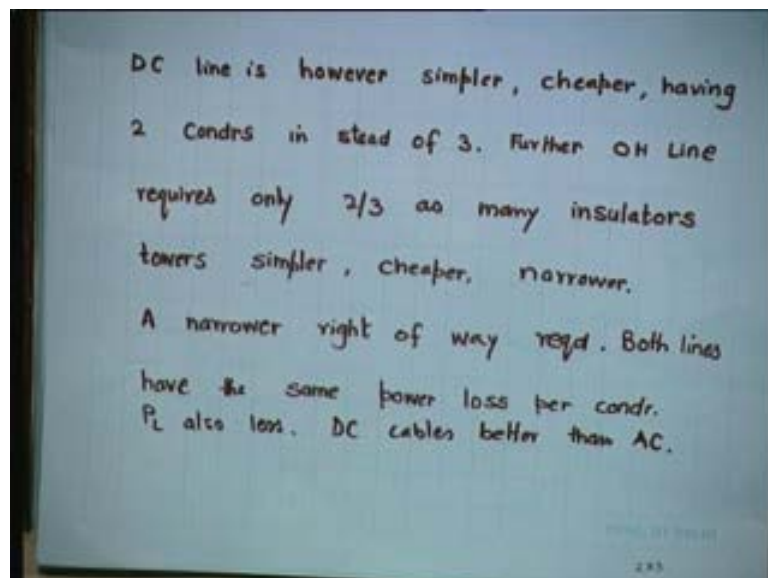 DC line is however simpler, cheaper, having
2 Condrs in stead of 3. Further OH Line
requires only 2/3 as many insulators
towers simpler, cheaper, narrower.
A narrower right of way reqd. Both lines
have the same power loss per condr.
PL also less. DC cables better than AC.